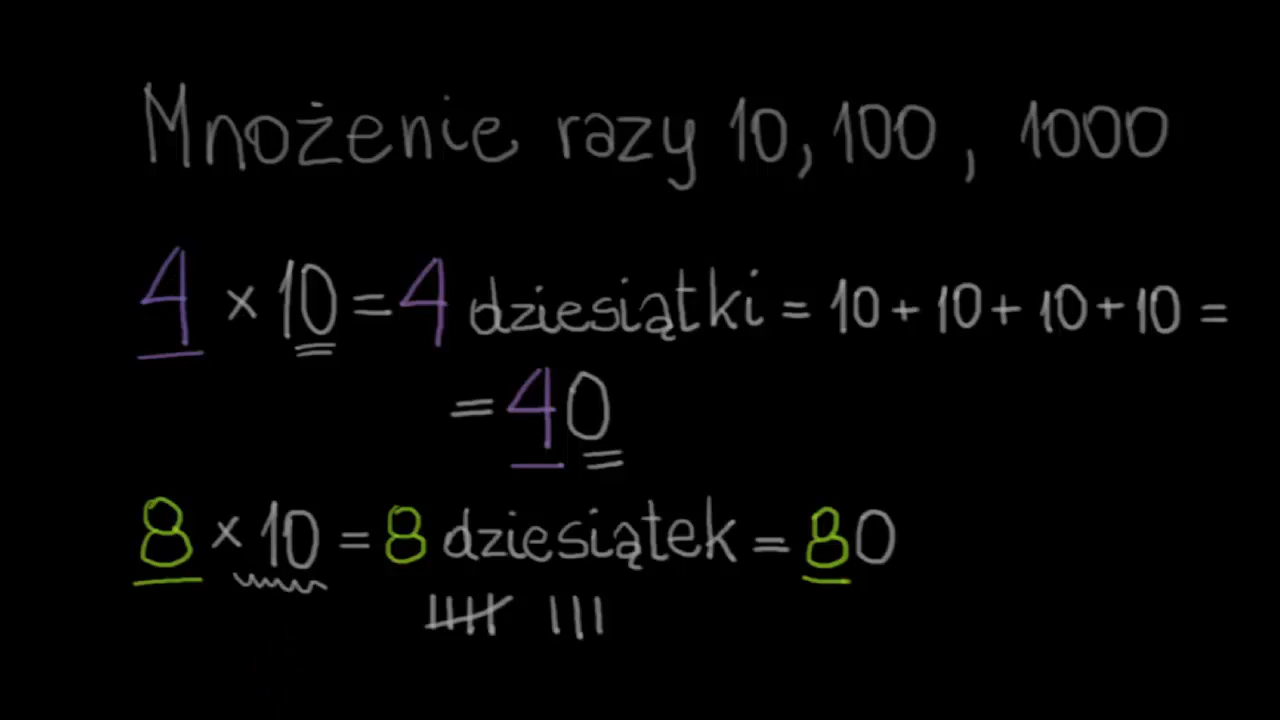 Mnożenie razy 10, 100, 1000
4 × 10 = 4 dziesiątki = 10 + 10 + 10 + 10 =
= 40
8 × 10 = 8 dziesiątek = 80